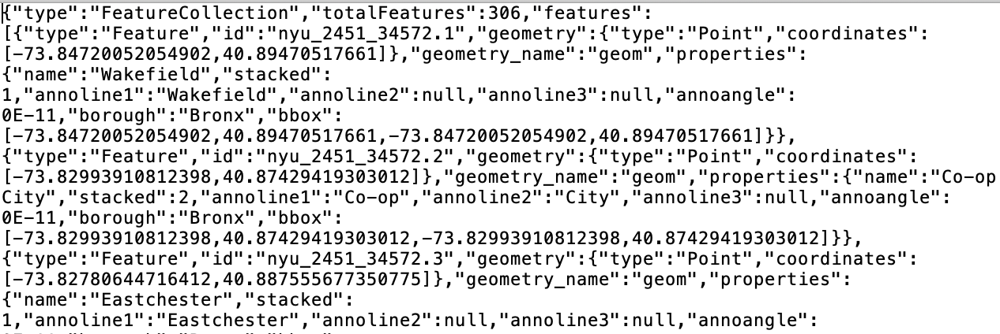 {"type":"FeatureCollection","totalFeatures":306,"features":
[{"type":"Feature","id":"nyu_2451_34572.1","geometry":{"type":"Point","coordinates":
[-73.84720052054902,40.89470517661]},"geometry_name":"geom","properties":
{"name":"Wakefield","stacked":
1,"annoline1":"Wakefield","annoline2":null,"annoline3":null,"annoangle":
0E-11,"borough":"Bronx","bbox":
[-73.84720052054902,40.89470517661,-73.84720052054902,40.89470517661]}},
{"type":"Feature","id":"nyu_2451_34572.2","geometry":{"type":"Point","coordinates":
[-73.82993910812398,40.87429419303012]},"geometry_name":"geom","properties":{"name":"Co-op
City","stacked":2,"annoline1":"Co-op","annoline2":"City","annoline3":null,"annoangle":
0E-11,"borough":"Bronx","bbox":
[-73.82993910812398,40.87429419303012,-73.82993910812398,40.87429419303012]}},
{"type":"Feature","id":"nyu_2451_34572.3","geometry":{"type":"Point","coordinates":
[-73.82780644716412,40.887555677350775]},"geometry_name":"geom","properties":
{"name":"Eastchester","stacked":
1,"annoline1":"Eastchester","annoline2":null,"annoline3":null,"annoangle":